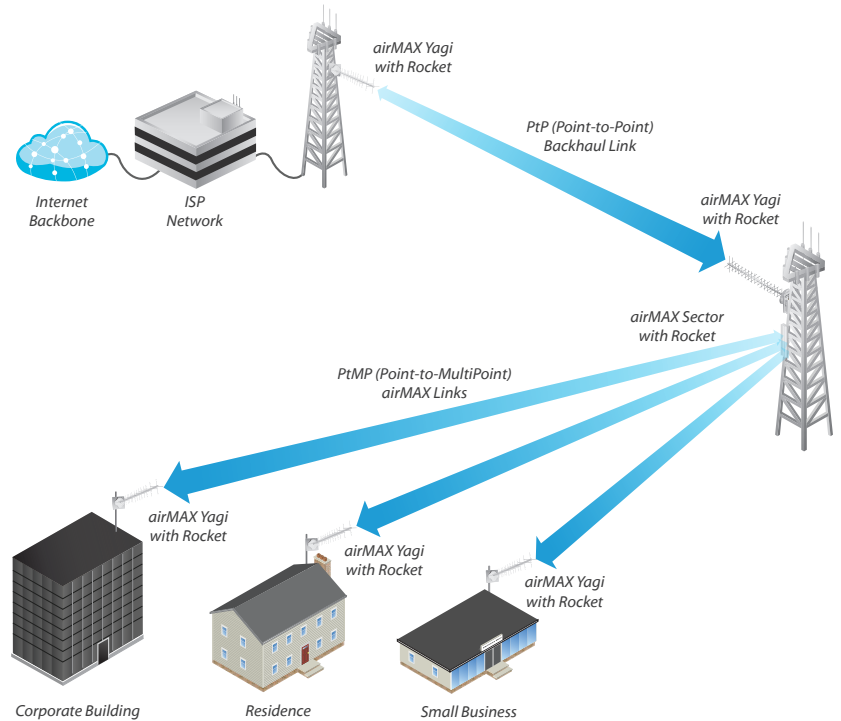 airMAX Yagi
with Rocket
PtP (Point-to-Point)
Backhaul Link
Internet
Backbone
ISP
Network
airMAX Yagi
with Rocket
airMAX Sector
with Rocket
PtMP (Point-to-MultiPoint)
airMAX Links
airMAX Yagi
with Rocket
airMAX Yagi
with Rocket
airMAX Yagi
with Rocket
Corporate Building
Residence
Small Business